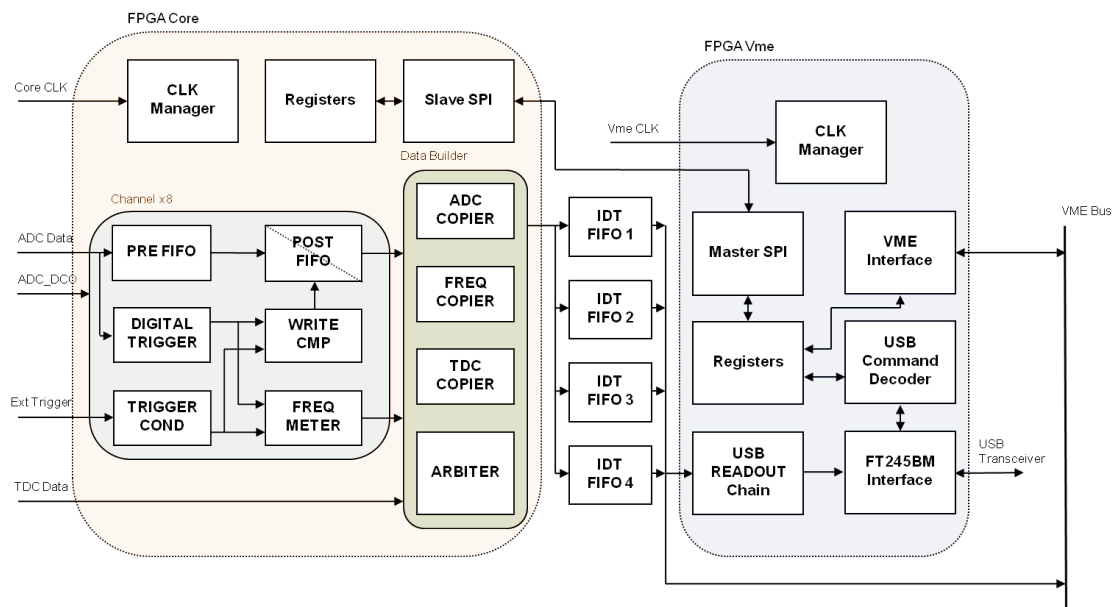 FPGA Core
FPGA Vme
Core CLK
CLK
Manager
Registers
Slave SPI
Vme CLK
CLK
Manager
Data Builder
Channel x8
ADC
COPIER
IDT
FIFO 1
Master SPI
VME
Interface
VME Bus
ADC Data
PRE FIFO
POST
FIFO
ADC_DCO
FREQ
COPIER
IDT
FIFO 2
DIGITAL
TRIGGER
WRITE
CMP
Registers
USB
Command
Decoder
TDC
COPIER
IDT
FIFO 3
Ext Trigger
TRIGGER
COND
FREQ
METER
ARBITER
IDT
FIFO 4
USB
READOUT
Chain
FT245BM
Interface
USB
Transceiver
TDC Data